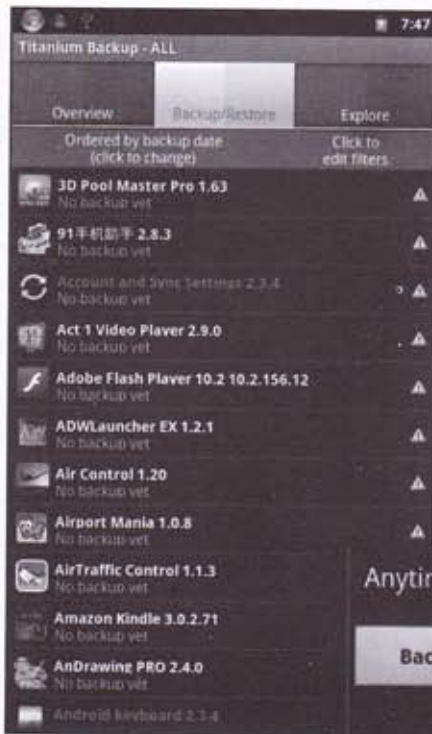 7:47
Titanium Backup - ALL
Overview
Backup/Restore
Explore
Ordered by backup date
(click to change)
Click to
edit filters
3D Pool Master Pro 1.63
No backup yet
91手机助手 2.8.3
No backup yet
Account and Sync Settings 2.3.4
No backup yet
Act 1 Video Player 2.9.0
No backup yet
Adobe Flash Player 10.2 10.2.156.12
No backup yet
ADWLauncher EX 1.2.1
No backup yet
Air Control 1.20
No backup yet
Airport Mania 1.0.8
No backup yet
AirTraffic Control 1.1.3
No backup yet
Anytim
Amazon Kindle 3.0.2.71
No backup yet
Bac
AnDrawing PRO 2.4.0
No backup yet
Android keyboard 2.3.4